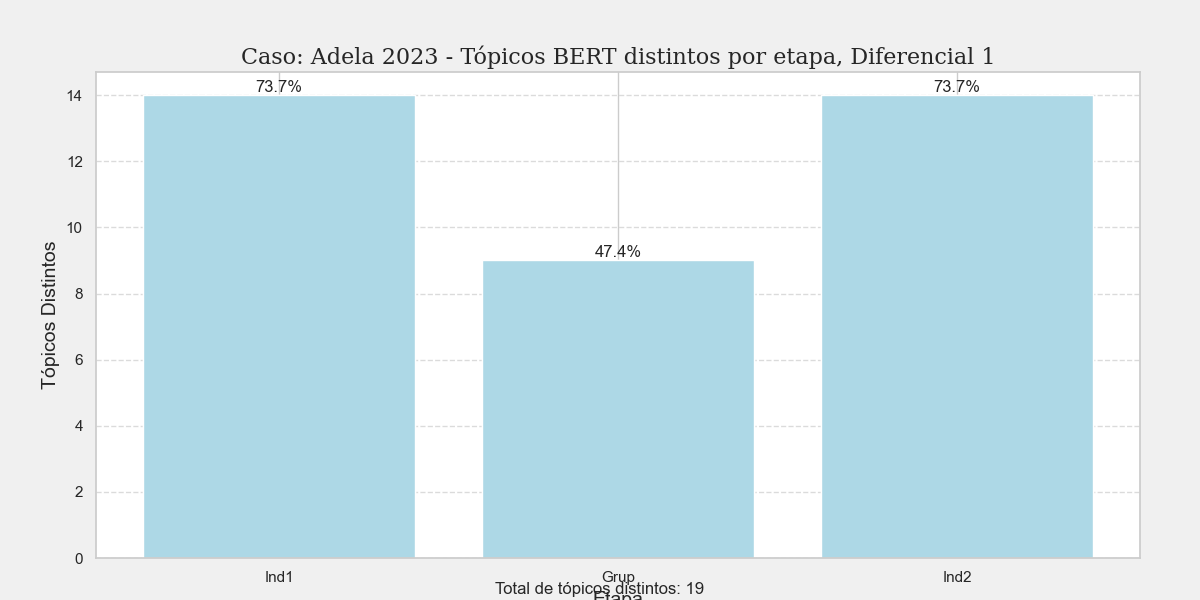 Caso: Adela 2023 - Tópicos BERT distintos por etapa, Diferencial 1
73.7%
47.4%
73.7%
Tópicos Distintos
14
12
10
8
6
4
2
0
Ind1
Grup
Ind2
Total de tópicos distintos: 19
Etapa